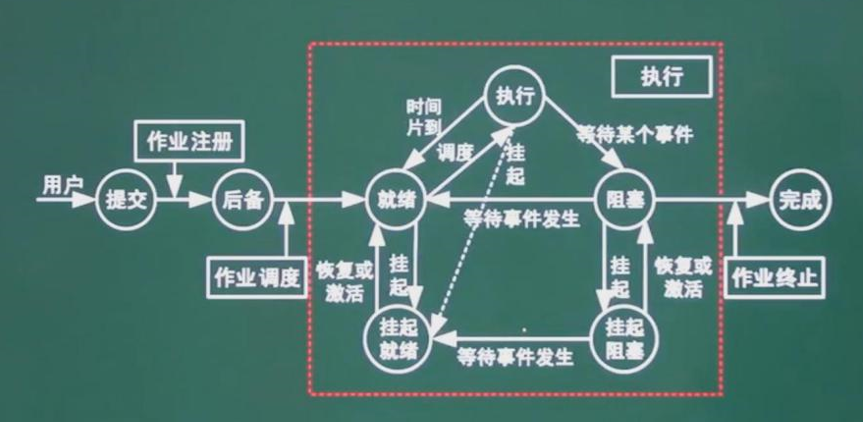 执行
执行
时间
片到
等待某个事件
作业注册
调度
挂
起
用户
提交
后备
就绪
阻塞
完成
等待事件发生
作业调度
恢复或
激活
挂
起
挂
起
恢复或
激活
作业终止
挂起
就绪
挂起
阻塞
等待事件发生